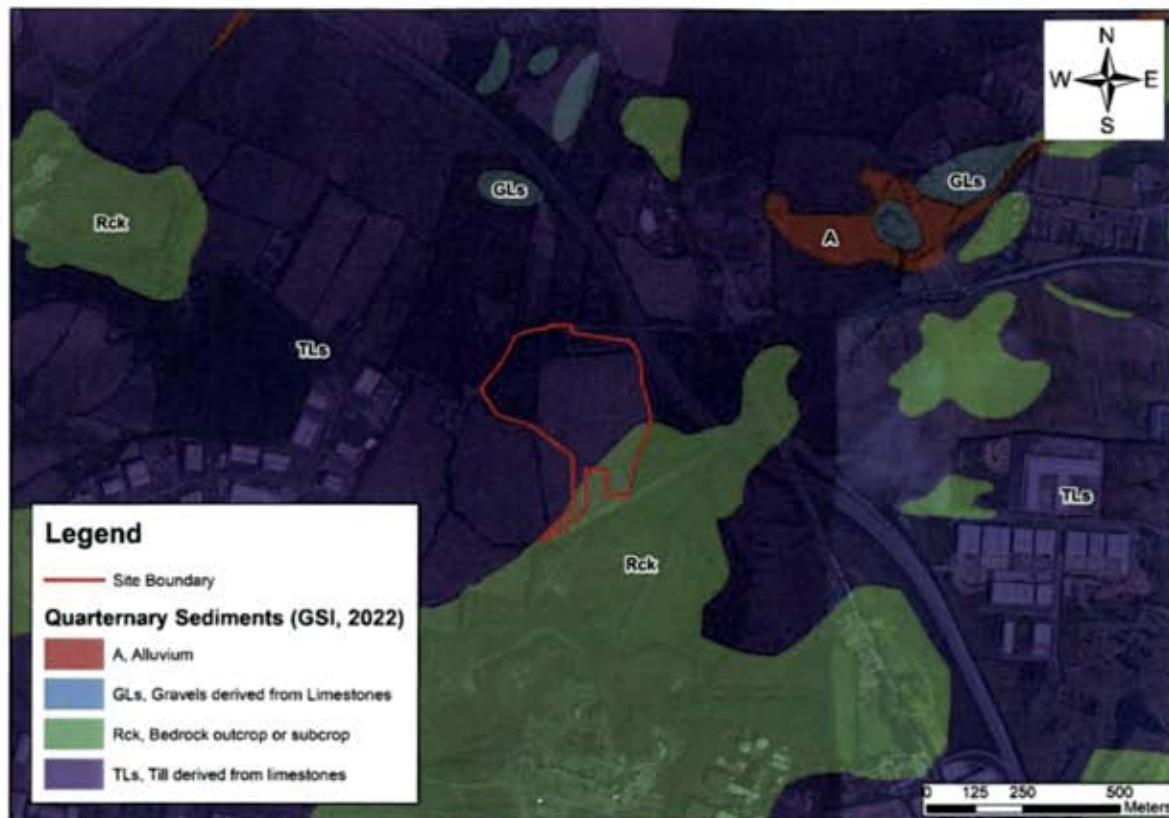 N
W E
S
GLs
GLs
Rck
A
TLs
TLs
Rck
Legend
Site Boundary
Quarternary Sediments (GSI, 2022)
A, Alluvium
GLs, Gravels derived from Limestones
Rck, Bedrock outcrop or subcrop
TLs, Till derived from limestones
0 125 250 500
Meters